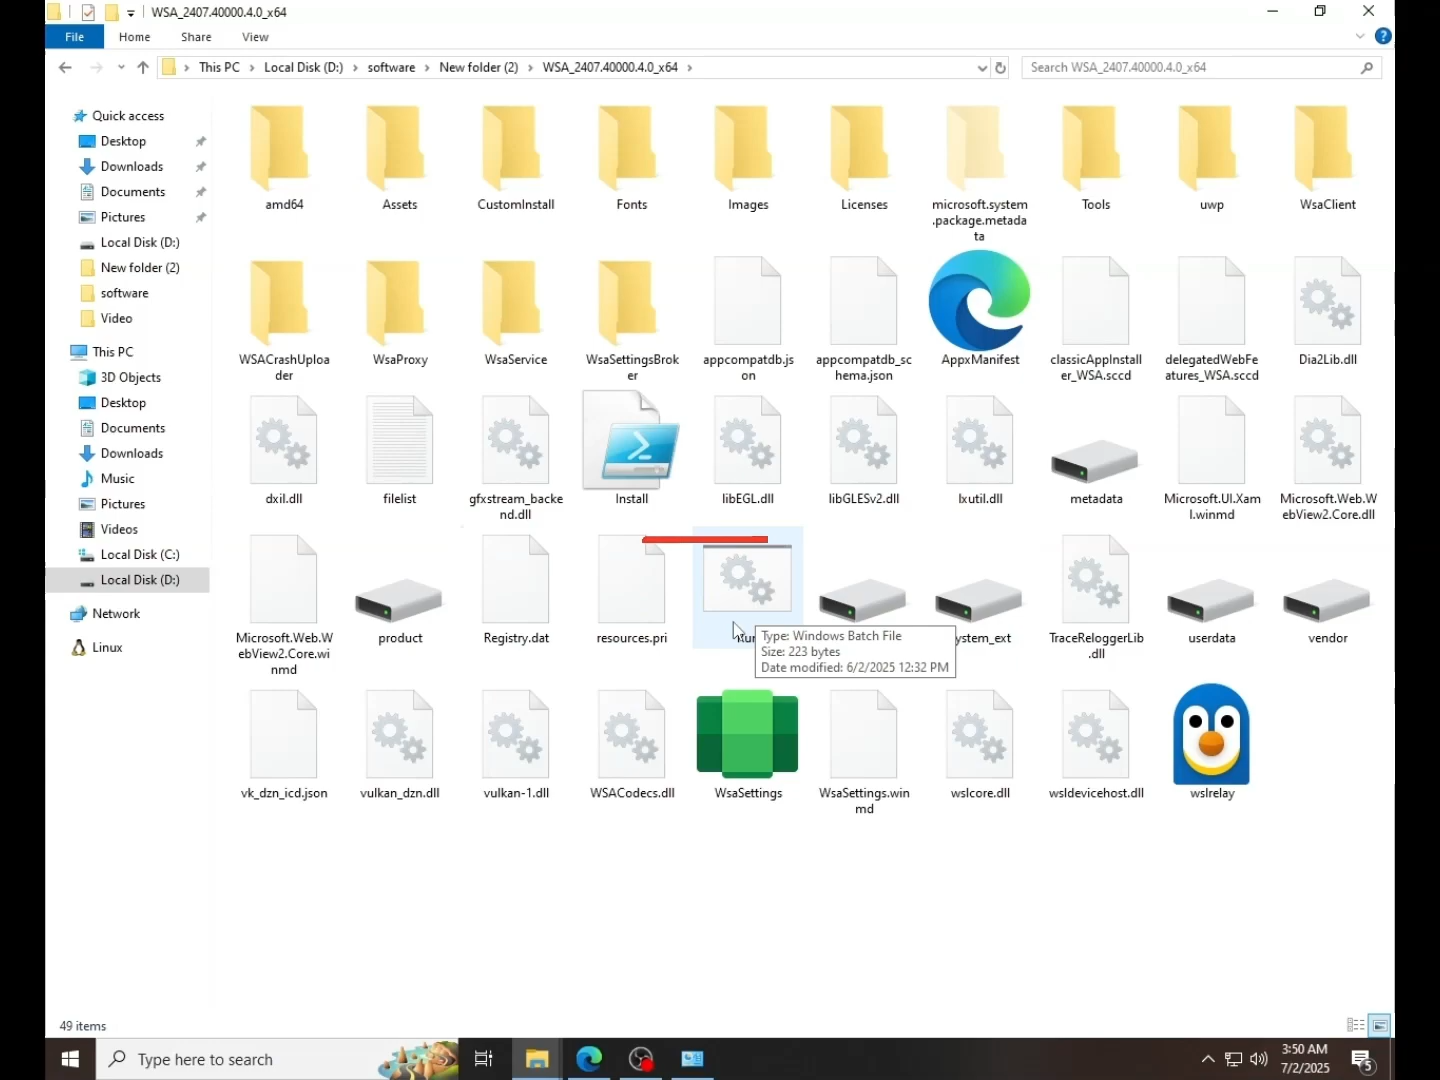 WSA_2407.40000.4.0_x64
File Home Share View
This PC Local Disk (D:) software New folder (2) WSA_2407.40000.4.0_x64
Search WSA_2407.40000.4.0_x64
Quick access
Desktop
Downloads
Documents
Pictures
Local Disk (D:)
New folder (2)
software
Video
This PC
3D Objects
Desktop
Documents
Downloads
Music
Pictures
Videos
Local Disk (C:)
Local Disk (D:)
Network
Linux
amd64
Assets
CustomInstall
Fonts
Images
Licenses
microsoft.system
.package.metada
ta
Tools
uwp
WsaClient
WSACrashUploa
der
WsaProxy
WsaService
WsaSettingsBrok
er
appcompatdb.js
on
appcompatdb_sc
hema.json
AppxManifest
classicAppInstall
er_WSA.sccd
delegatedWebFe
atures_WSA.sccd
Dia2Lib.dll
dxil.dll
filelist
gfxstream_backe
nd.dll
Install
libEGL.dll
libGLESv2.dll
lxutil.dll
metadata
Microsoft.UI.Xam
l.winmd
Microsoft.Web.W
ebView2.Core.dll
Microsoft.Web.W
ebView2.Core.wi
nmd
product
Registry.dat
resources.pri
Type: Windows Batch File
Size: 223 bytes
Date modified: 6/2/2025 12:32 PM
ystem_ext
TraceReloggerLib
.dll
userdata
vendor
vk_dzn_icd.json
vulkan_dzn.dll
vulkan-1.dll
WSACodecs.dll
WsaSettings
WsaSettings.win
md
wslcore.dll
wsldevicehost.dll
wslrelay
49 items
Type here to search
3:50 AM
7/2/2025
5